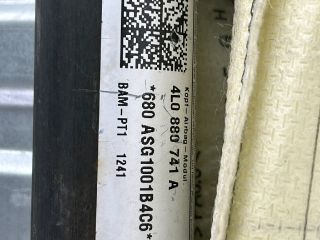 Kopf-Airbag-Modul
4L0 880 741 A
*680 ASG1001B4C6*
BAM-PT1 1241